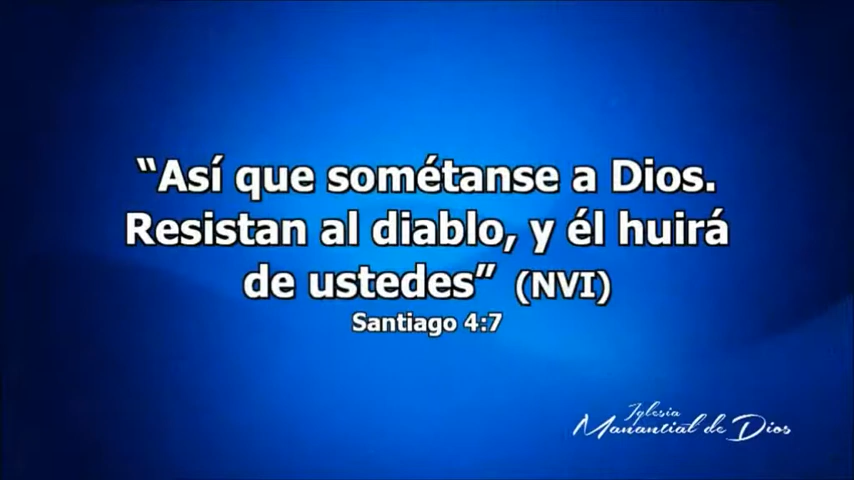 “Así que sométanse a Dios.
Resistan al diablo, y él huirá
de ustedes” (NVI)
Santiago 4:7
Iglesia
Manantial de Dios